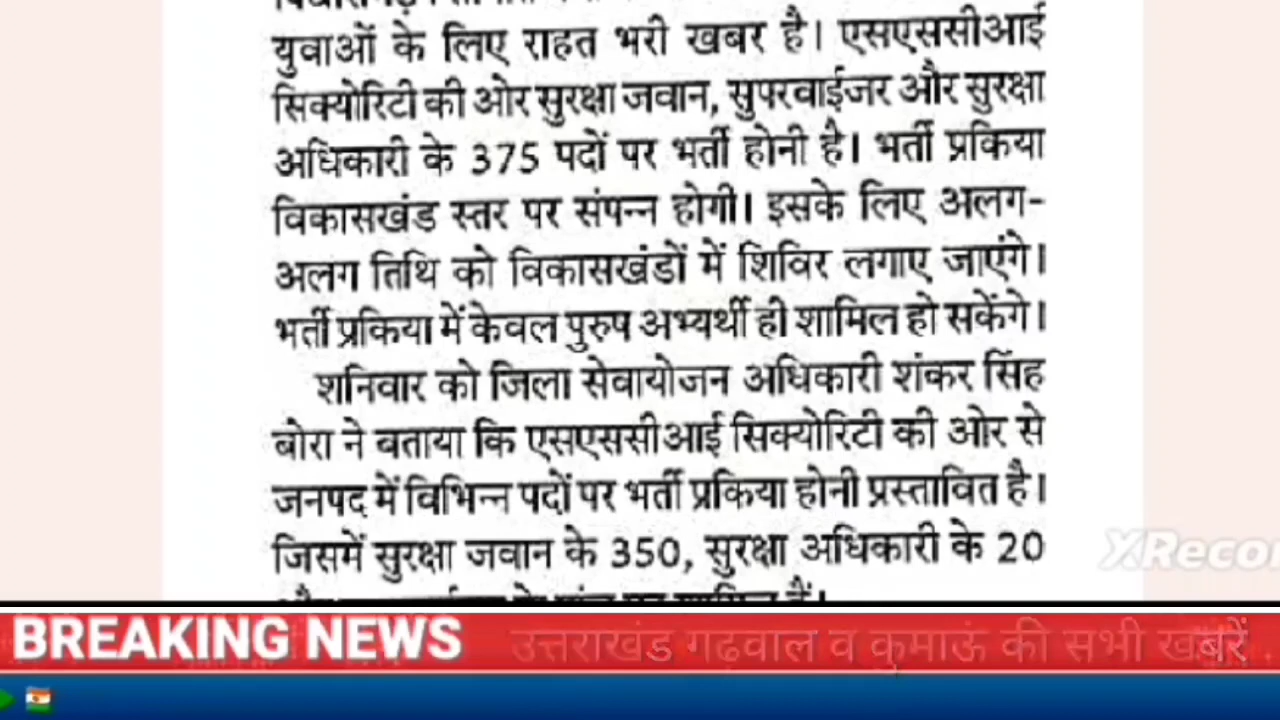 युवाओं के लिए राहत भरी खबर है। एसएससीआई
सिक्योरिटी की ओर सुरक्षा जवान, सुपरवाईजर और सुरक्षा
अधिकारी के 375 पदों पर भर्ती होनी है। भर्ती प्रकिया
विकासखंड स्तर पर संपन्न होगी। इसके लिए अलग-
अलग तिथि को विकासखंडों में शिविर लगाए जाएंगे।
भर्ती प्रकिया में केवल पुरुष अभ्यर्थी ही शामिल हो सकेंगे।
शनिवार को जिला सेवायोजन अधिकारी शंकर सिंह
बोरा ने बताया कि एसएससीआई सिक्योरिटी की ओर से
जनपद में विभिन्न पदों पर भर्ती प्रकिया होनी प्रस्तावित है।
जिसमें सुरक्षा जवान के 350, सुरक्षा अधिकारी के 20
XRecor
BREAKING NEWS
उत्तराखंड गढ़वाल व कुमाऊं की सभी खबरें